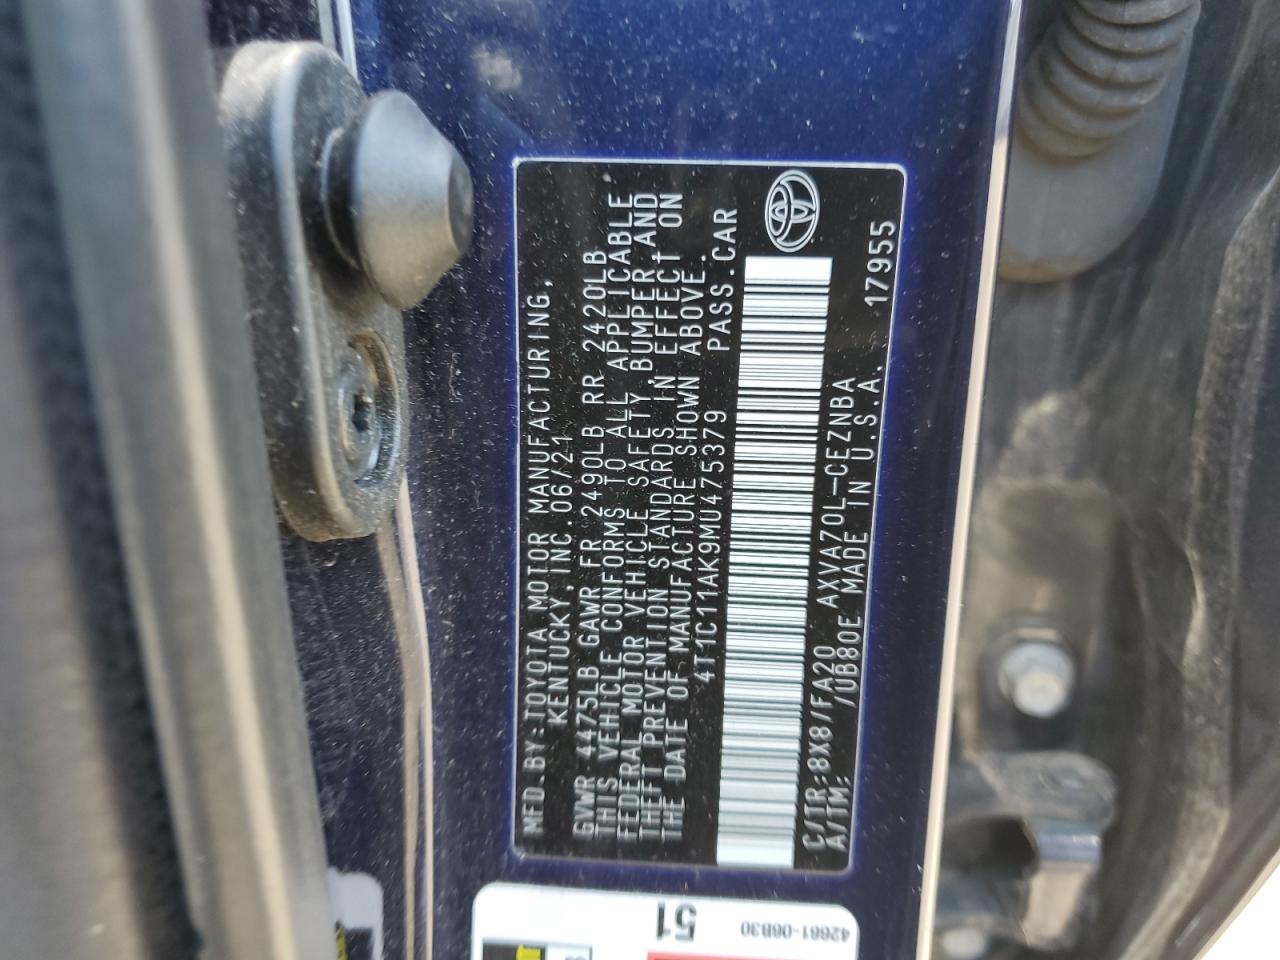 MFD.BY:TOYOTA MOTOR MANUFACTURING,
KENTUCKY,INC.06/21
GVWR 4475LB GAWR FR 2490LB RR 2420LB
THIS VEHICLE CONFORMS TO ALL APPLICABLE
FEDERAL MOTOR VEHICLE SAFETY,BUMPER,AND
THEFT PREVENTION STANDARDS IN EFFECT ON
THE DATE OF MANUFACTURE SHOWN ABOVE.
4T1C11AK9MU475379 PASS.CAR
C/TR:8X8/FA20 AXVA70L-CEZNBA
A/TM: /UB80E MADE IN U.S.A. 17955
51
42661-06B30